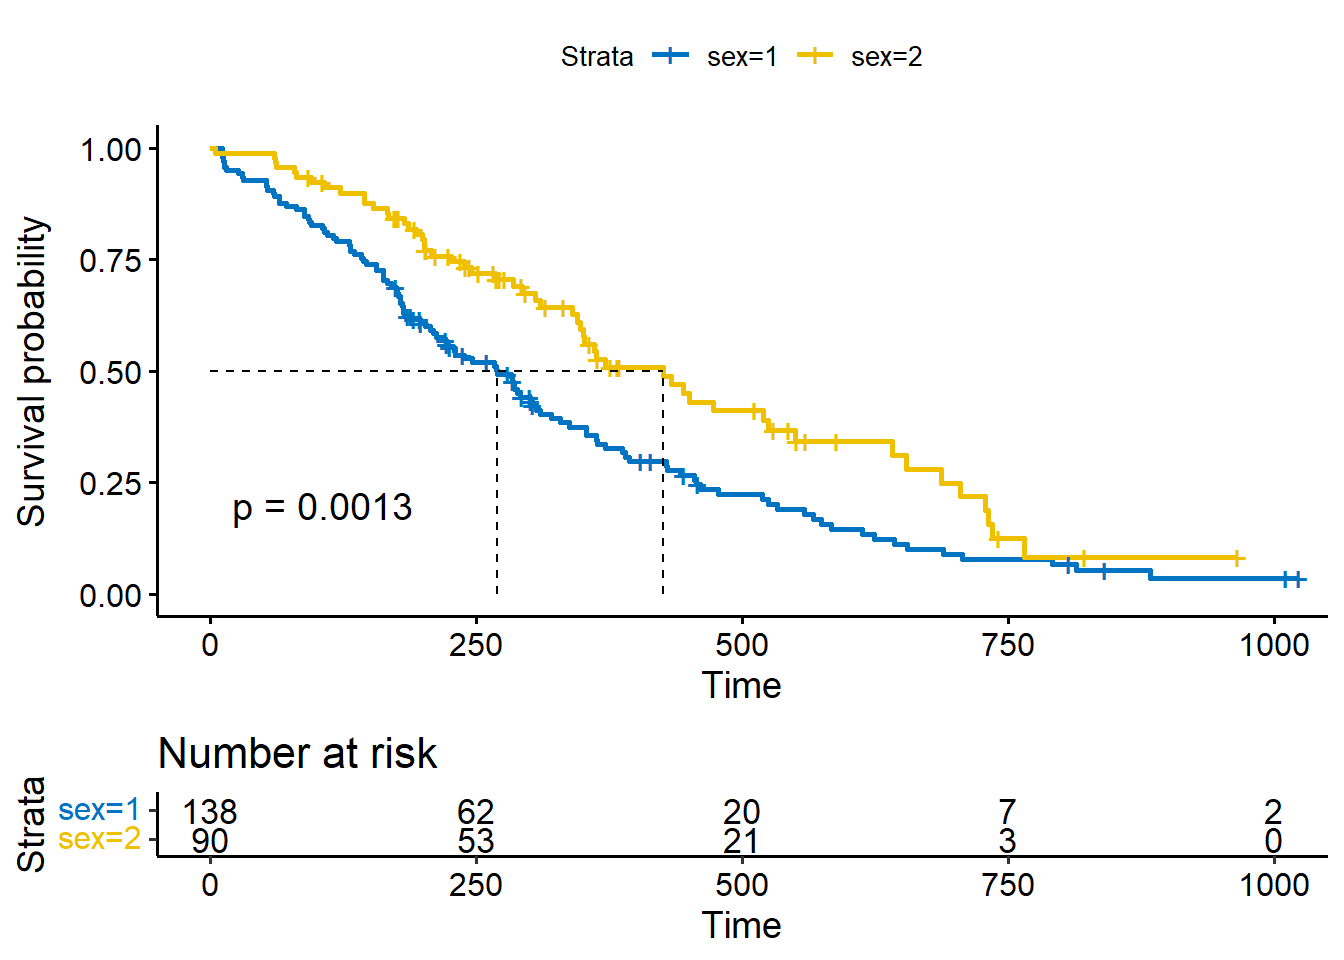 Strata sex=1 sex=2
Survival probability
1.00
0.75
0.50
0.25
0.00
p = 0.0013
0 250 500 750 1000
Time
Number at risk
Strata
sex=1 138 62 20 7 2
sex=2 90 53 21 3 0
0 250 500 750 1000
Time